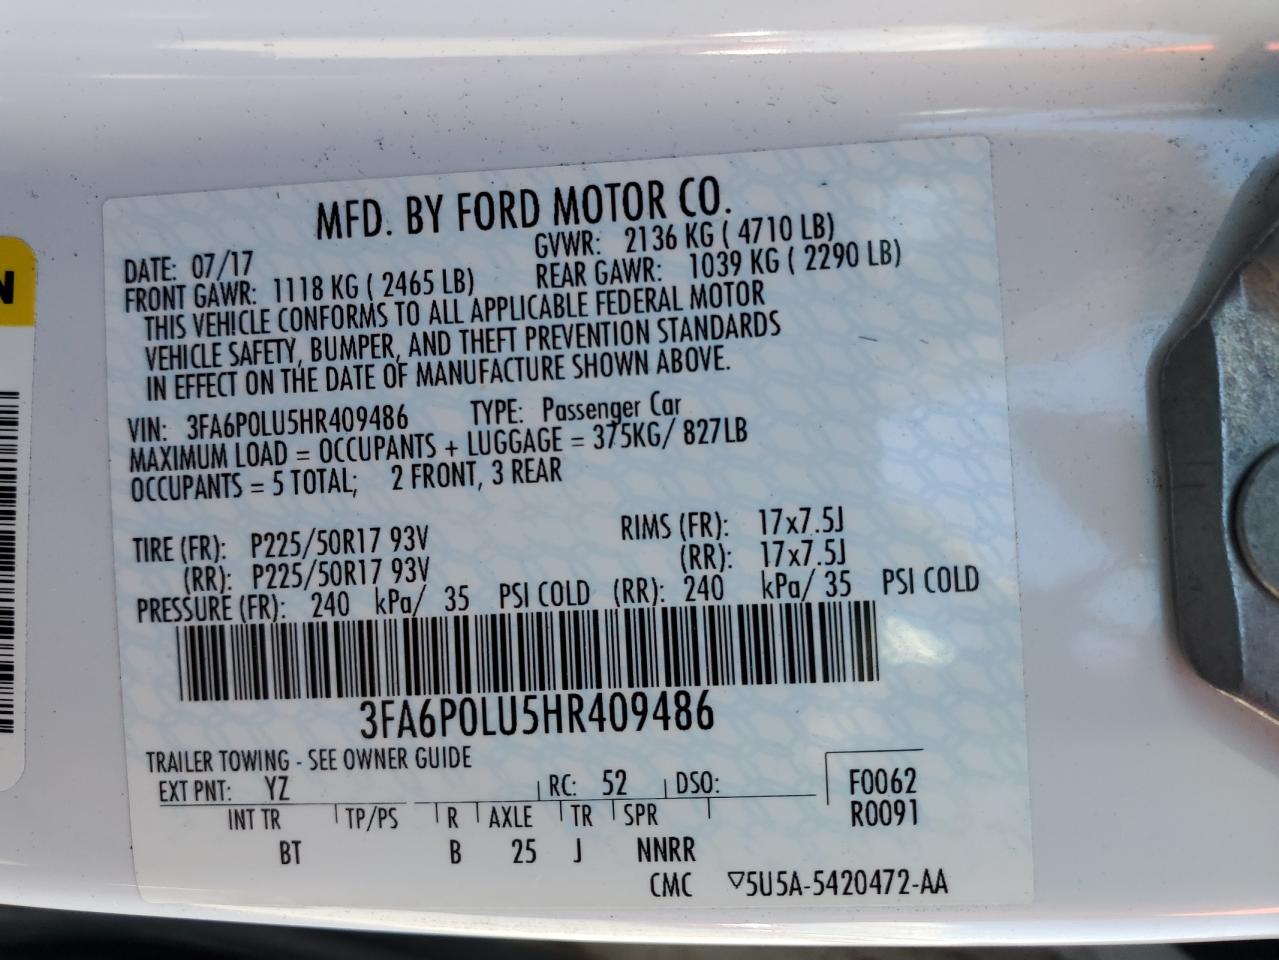 N
MFD. BY FORD MOTOR CO.
DATE: 07/17 GVWR: 2136 KG ( 4710 LB)
FRONT GAWR: 1118 KG ( 2465 LB) REAR GAWR: 1039 KG ( 2290 LB)
THIS VEHICLE CONFORMS TO ALL APPLICABLE FEDERAL MOTOR
VEHICLE SAFETY, BUMPER, AND THEFT PREVENTION STANDARDS
IN EFFECT ON THE DATE OF MANUFACTURE SHOWN ABOVE.
VIN: 3FA6P0LU5HR409486 TYPE: Passenger Car
MAXIMUM LOAD = OCCUPANTS + LUGGAGE = 375KG/ 827LB
OCCUPANTS = 5 TOTAL; 2 FRONT, 3 REAR
TIRE (FR): P225/50R17 93V RIMS (FR): 17x7.5J
(RR): P225/50R17 93V (RR): 17x7.5J
PRESSURE (FR): 240 kPa/ 35 PSI COLD (RR): 240 kPa/ 35 PSI COLD
3FA6P0LU5HR409486
TRAILER TOWING - SEE OWNER GUIDE
EXT PNT: YZ RC: 52 DSO: F0062
INT TR TP/PS R AXLE TR SPR R0091
BT B 25 J NNRR
CMC ▽5U5A-5420472-AA